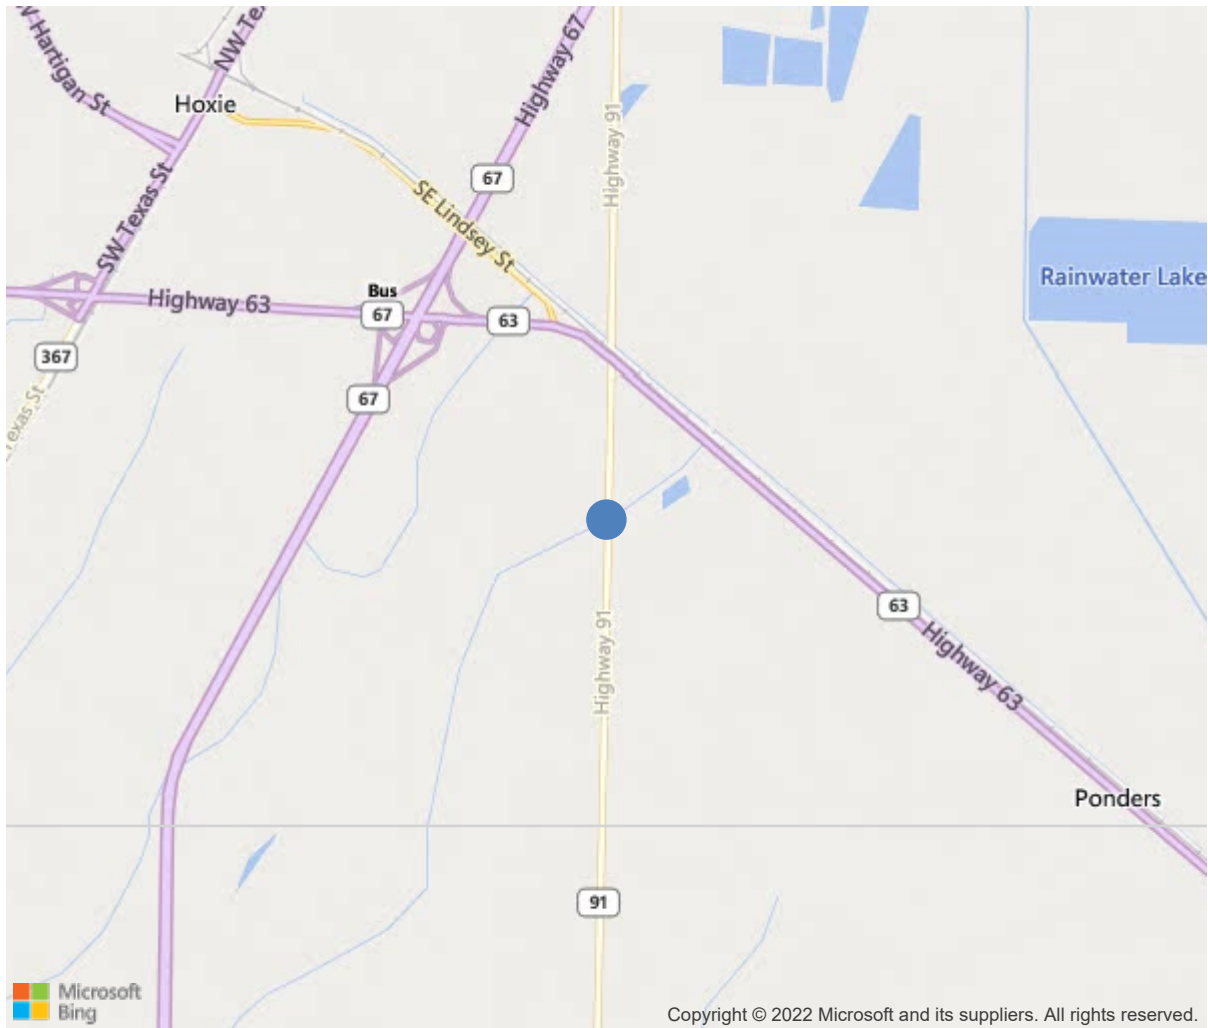 W Hartigan St
NW Te
Highway 67
Hoxie
67
Highway 91
SE Lindsey St
SW Texas St
Rainwater Lake
Highway 63
Bus
67
63
367
67
Texas St
63
Highway 91
Highway 63
Ponders
91
Microsoft
Bing
Copyright © 2022 Microsoft and its suppliers. All rights reserved.